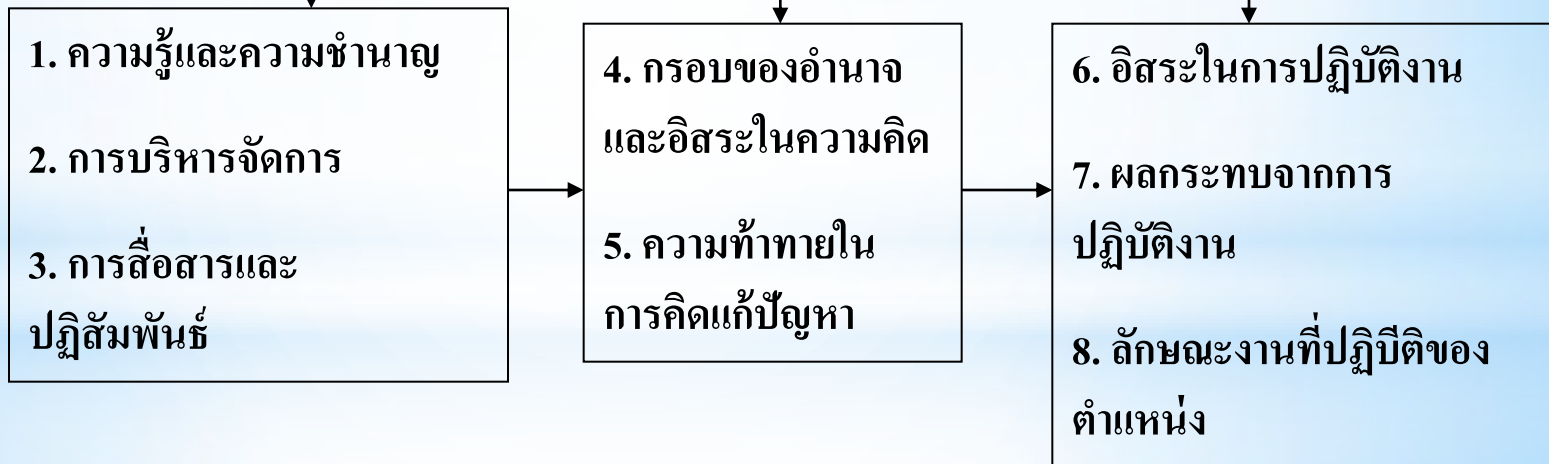 1. ความรู้และความชำนาญ
2. การบริหารจัดการ
3. การสื่อสารและ
ปฏิสัมพันธ์
4. กรอบของอำนาจ
และอิสระในความคิด
5. ความท้าทายใน
การคิดแก้ปัญหา
6. อิสระในการปฏิบัติงาน
7. ผลกระทบจากการ
ปฏิบัติงาน
8. ลักษณะงานที่ปฏิบีติของ
ตำแหน่ง